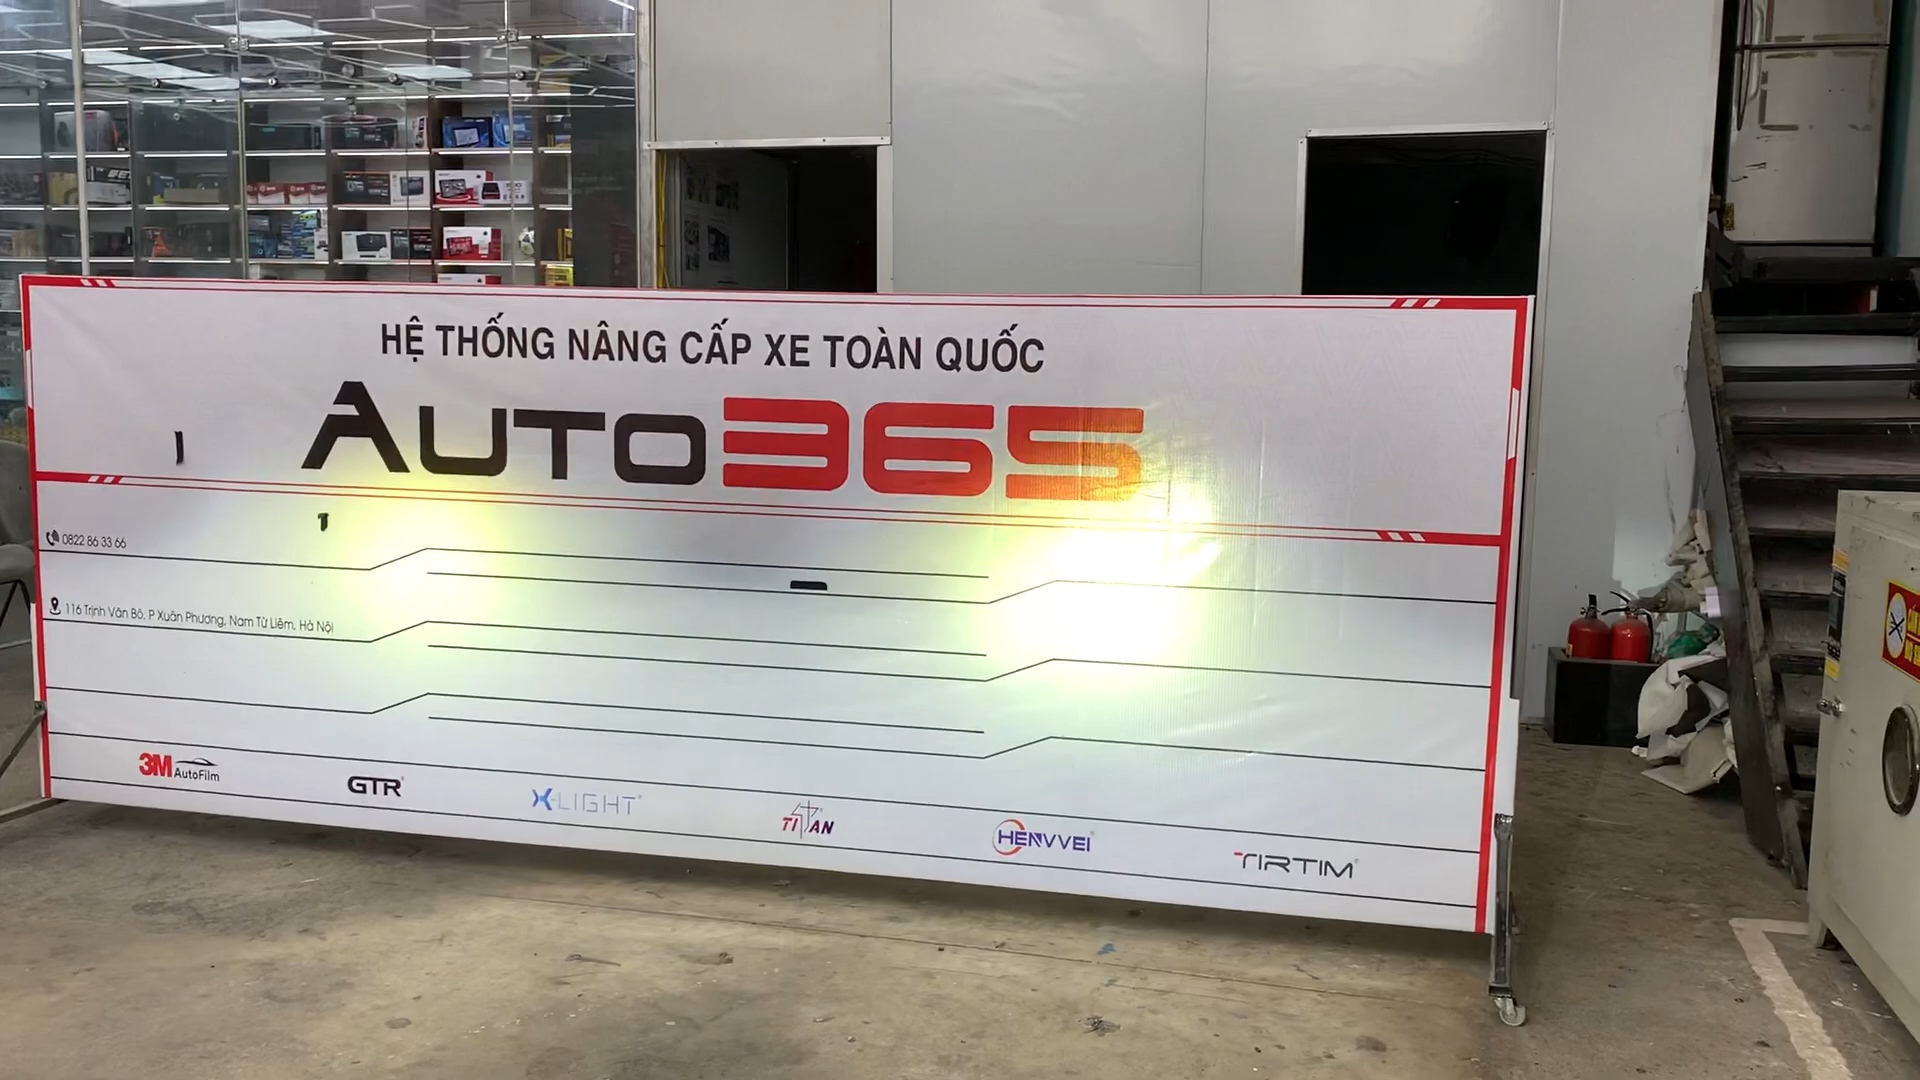 HỆ THỐNG NÂNG CẤP XE TOÀN QUỐC
AUTO365
0822 86 33 66
116 Trịnh Văn Bô, P Xuân Phương, Nam Từ Liêm, Hà Nội
3M AutoFilm
GTR
X-LIGHT
TITAN
HENVVEI
TIRTIM